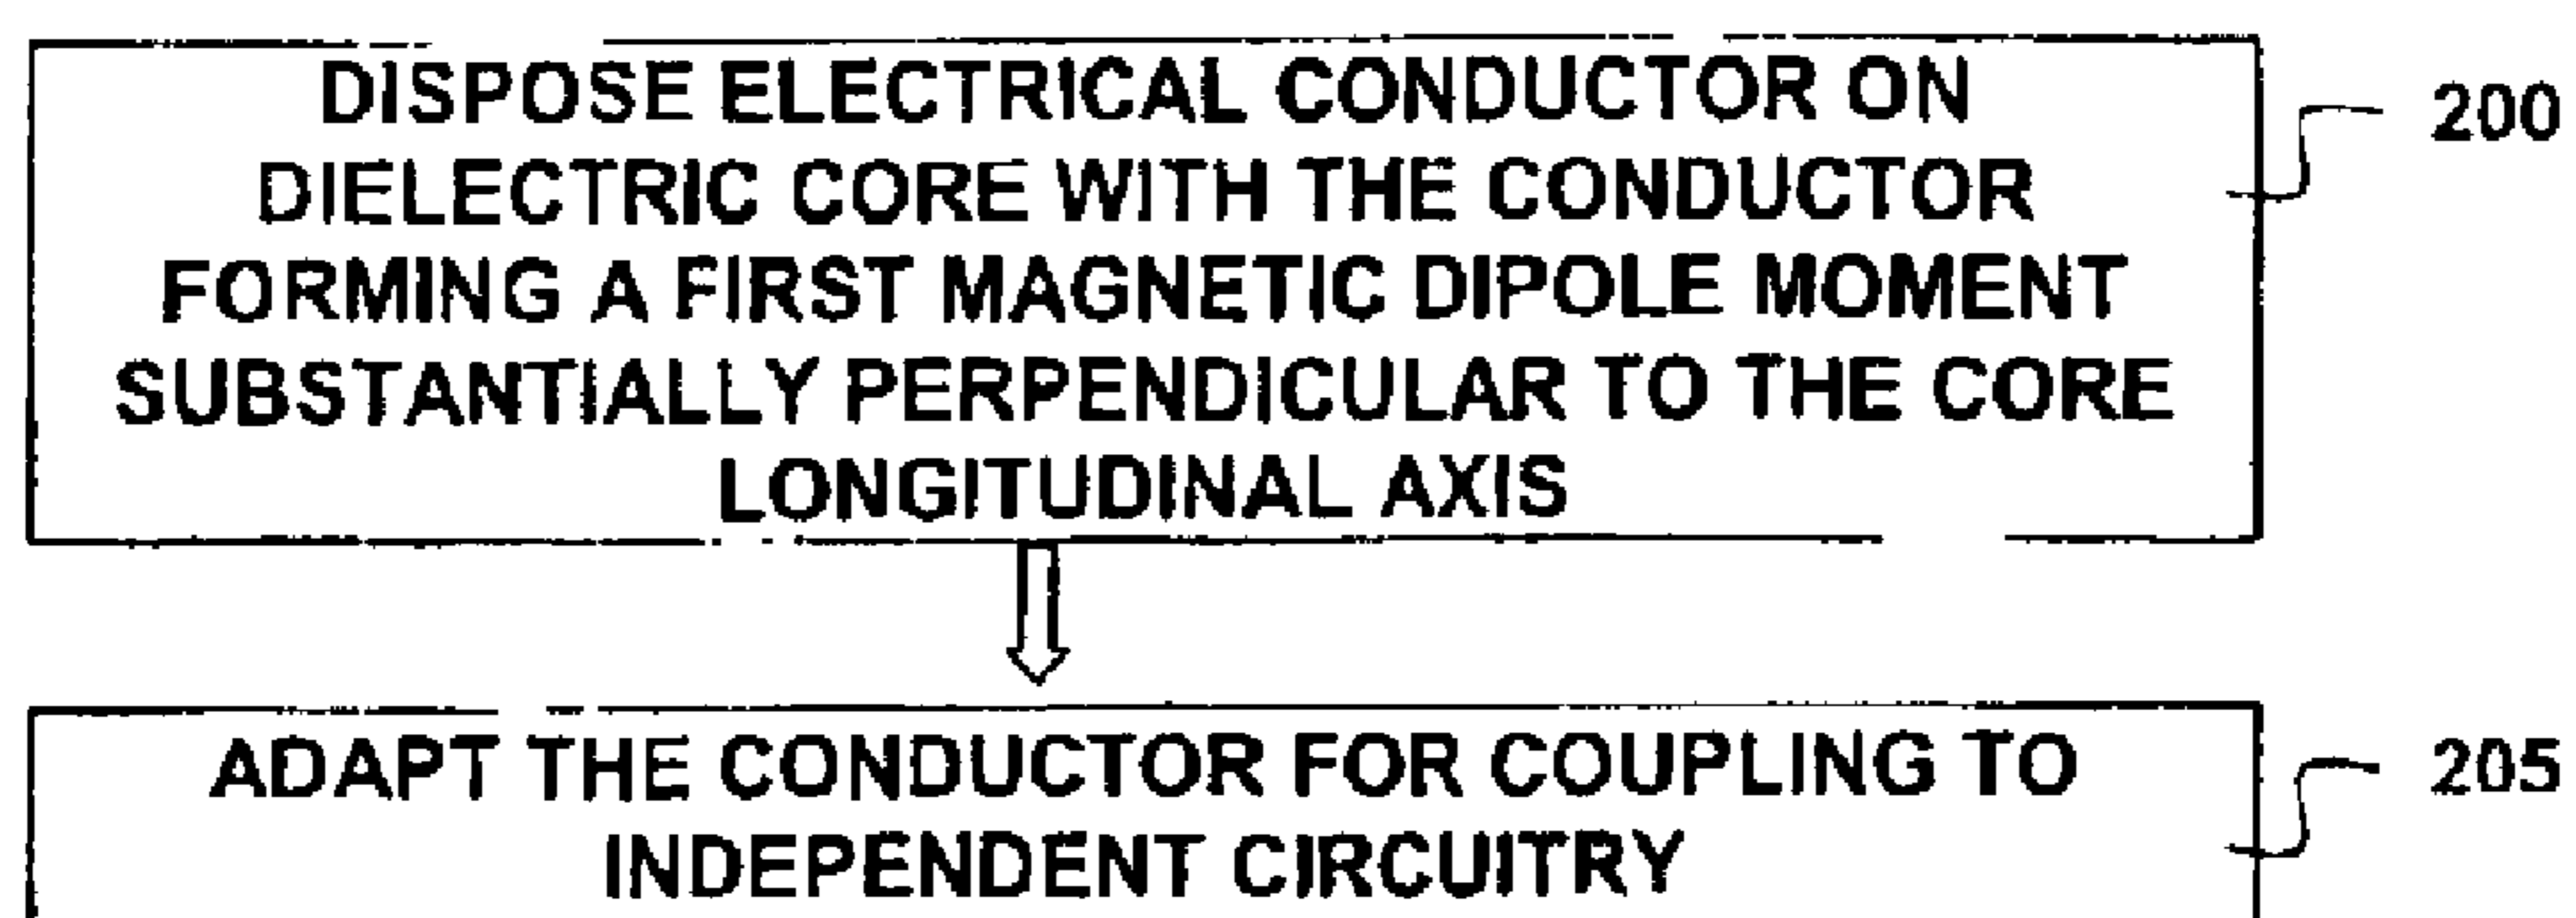 DISPOSE ELECTRICAL CONDUCTOR ON
DIELECTRIC CORE WITH THE CONDUCTOR
FORMING A FIRST MAGNETIC DIPOLE MOMENT
SUBSTANTIALLY PERPENDICULAR TO THE CORE
LONGITUDINAL AXIS
200
ADAPT THE CONDUCTOR FOR COUPLING TO
INDEPENDENT CIRCUITRY
205